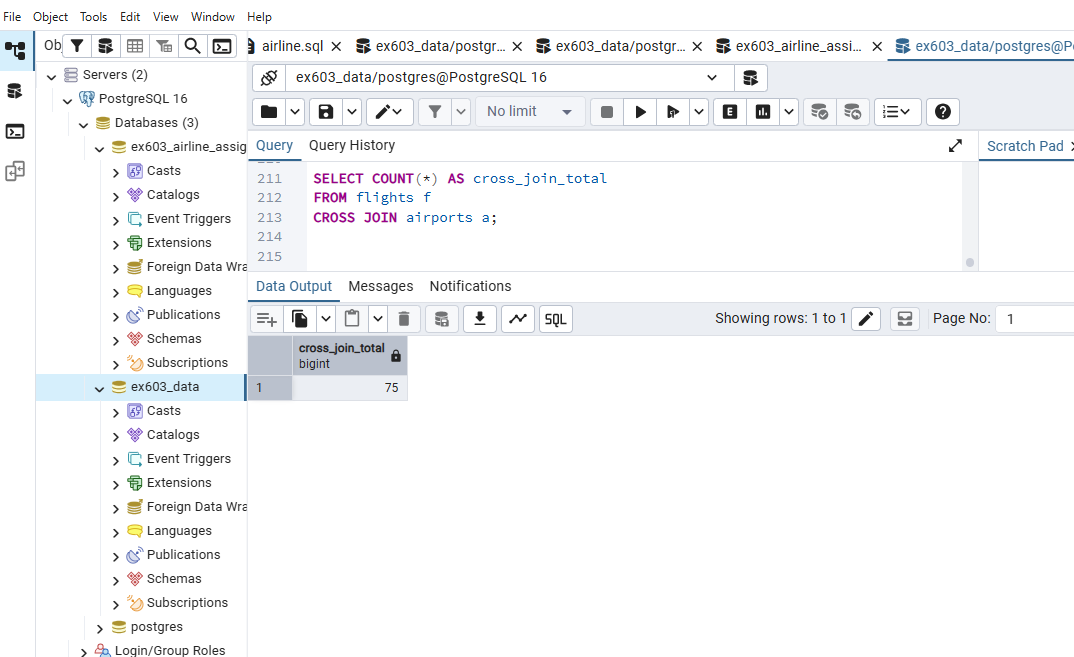 File Object Tools Edit View Window Help
Ob
airline.sql
ex603_data/postgr...
ex603_data/postgr...
ex603_airline_assi...
ex603_data/postgres@P
Servers (2)
PostgreSQL 16
Databases (3)
ex603_airline_assig
Casts
Catalogs
Event Triggers
Extensions
Foreign Data Wra
Languages
Publications
Schemas
Subscriptions
ex603_data
Casts
Catalogs
Event Triggers
Extensions
Foreign Data Wra
Languages
Publications
Schemas
Subscriptions
postgres
Login/Group Roles
ex603_data/postgres@PostgreSQL 16
No limit
E
Query Query History
Scratch Pad
211 SELECT COUNT(*) AS cross_join_total
212 FROM flights f
213 CROSS JOIN airports a;
214
215
Data Output Messages Notifications
SQL
Showing rows: 1 to 1
Page No: 1
cross_join_total
bigint
1 75